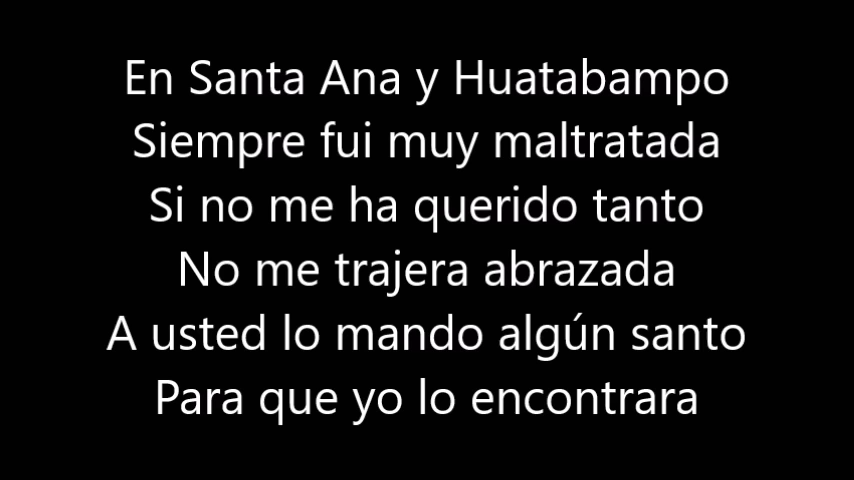 En Santa Ana y Huatabampo
Siempre fui muy maltratada
Si no me ha querido tanto
No me trajera abrazada
A usted lo mando algún santo
Para que yo lo encontrara